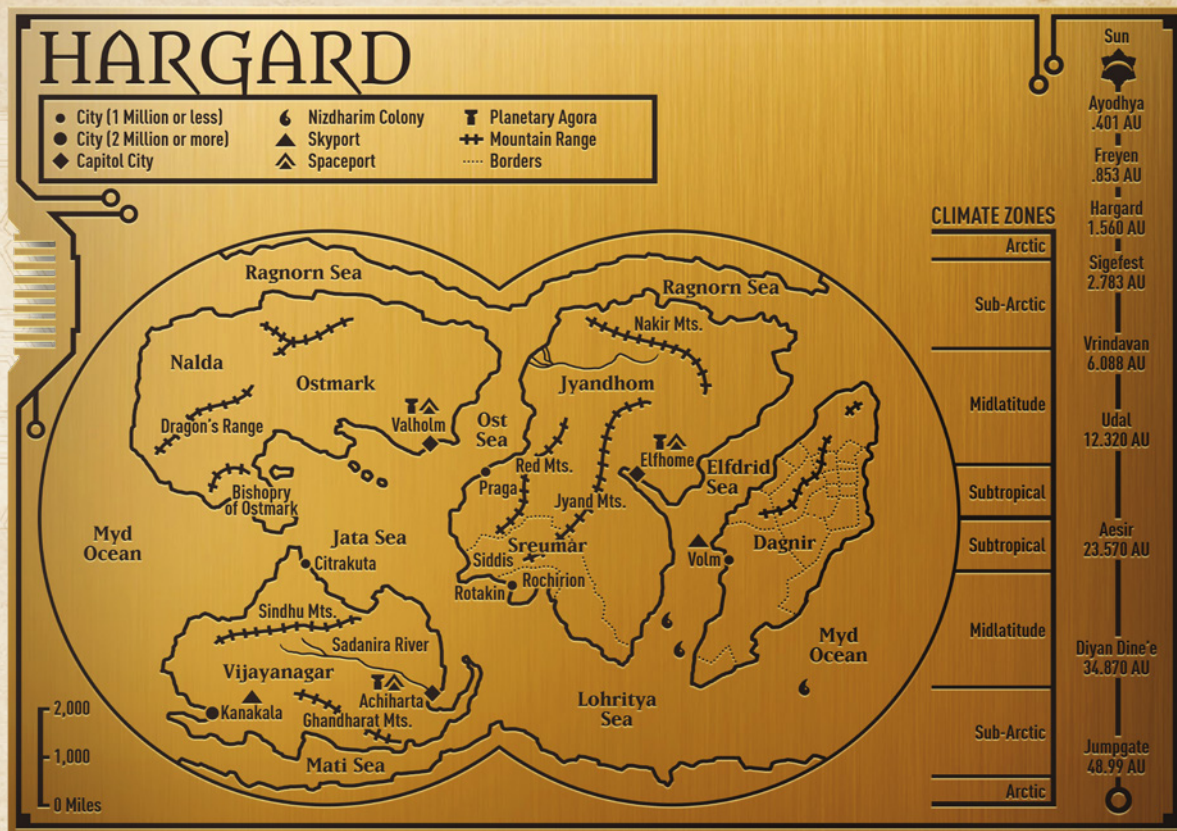 HARGARD
City (1 Million or less)
City (2 Million or more)
Capitol City
Nizdharim Colony
Skyport
Spaceport
Planetary Agora
Mountain Range
Borders
Ragnorn Sea
Nalda
Ostmark
Dragon's Range
Valholm
Bishopry
of Ostmark
Ost
Sea
Myd
Ocean
Jata Sea
Citrakuta
Sindhu Mts.
Sadanira River
Vijayanagar
Achiharta
Kanakala
Ghandharat Mts.
Mati Sea
2,000
1,000
0 Miles
Ragnorn Sea
Nakir Mts.
Jyandhom
Elfhome
Red Mts.
Elfdrid
Sea
Praga
Jyand Mts.
Sreumar
Siddis
Rochirion
Rotakin
Volm
Dagnir
Myd
Ocean
Lohritya
Sea
CLIMATE ZONES
Arctic
Sub-Arctic
Midlatitude
Subtropical
Subtropical
Midlatitude
Sub-Arctic
Arctic
Sun
Ayodhya
.401 AU
Freyen
.853 AU
Hargard
1.560 AU
Sigefest
2.783 AU
Vrindavan
6.088 AU
Udal
12.320 AU
Aesir
23.570 AU
Diyan Dine'e
34.870 AU
Jumpgate
48.99 AU